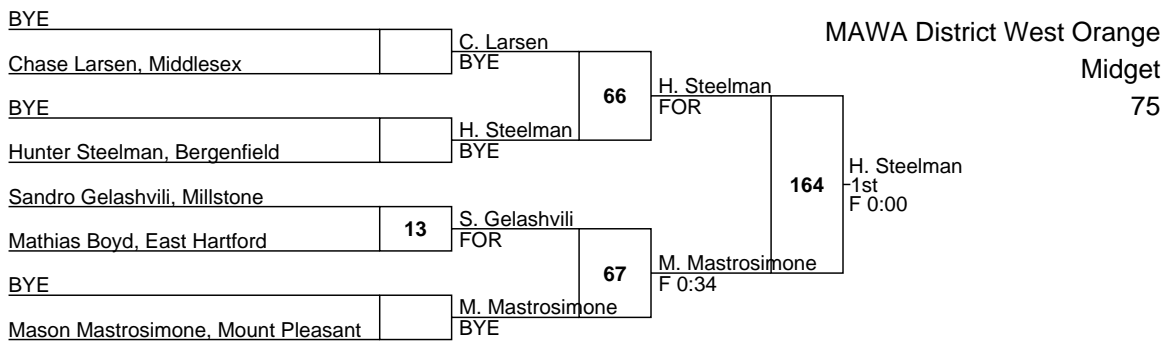 BYE
Chase Larsen, Middlesex
BYE
Hunter Steelman, Bergenfield
Sandro Gelashvili, Millstone
Mathias Boyd, East Hartford
BYE
Mason Mastrosimone, Mount Pleasant
13
C. Larsen
BYE
H. Steelman
BYE
S. Gelashvili
FOR
M. Mastrosimone
BYE
66
67
H. Steelman
FOR
M. Mastrosimone
F 0:34
164
H. Steelman
1st
F 0:00
MAWA District West Orange
Midget
75